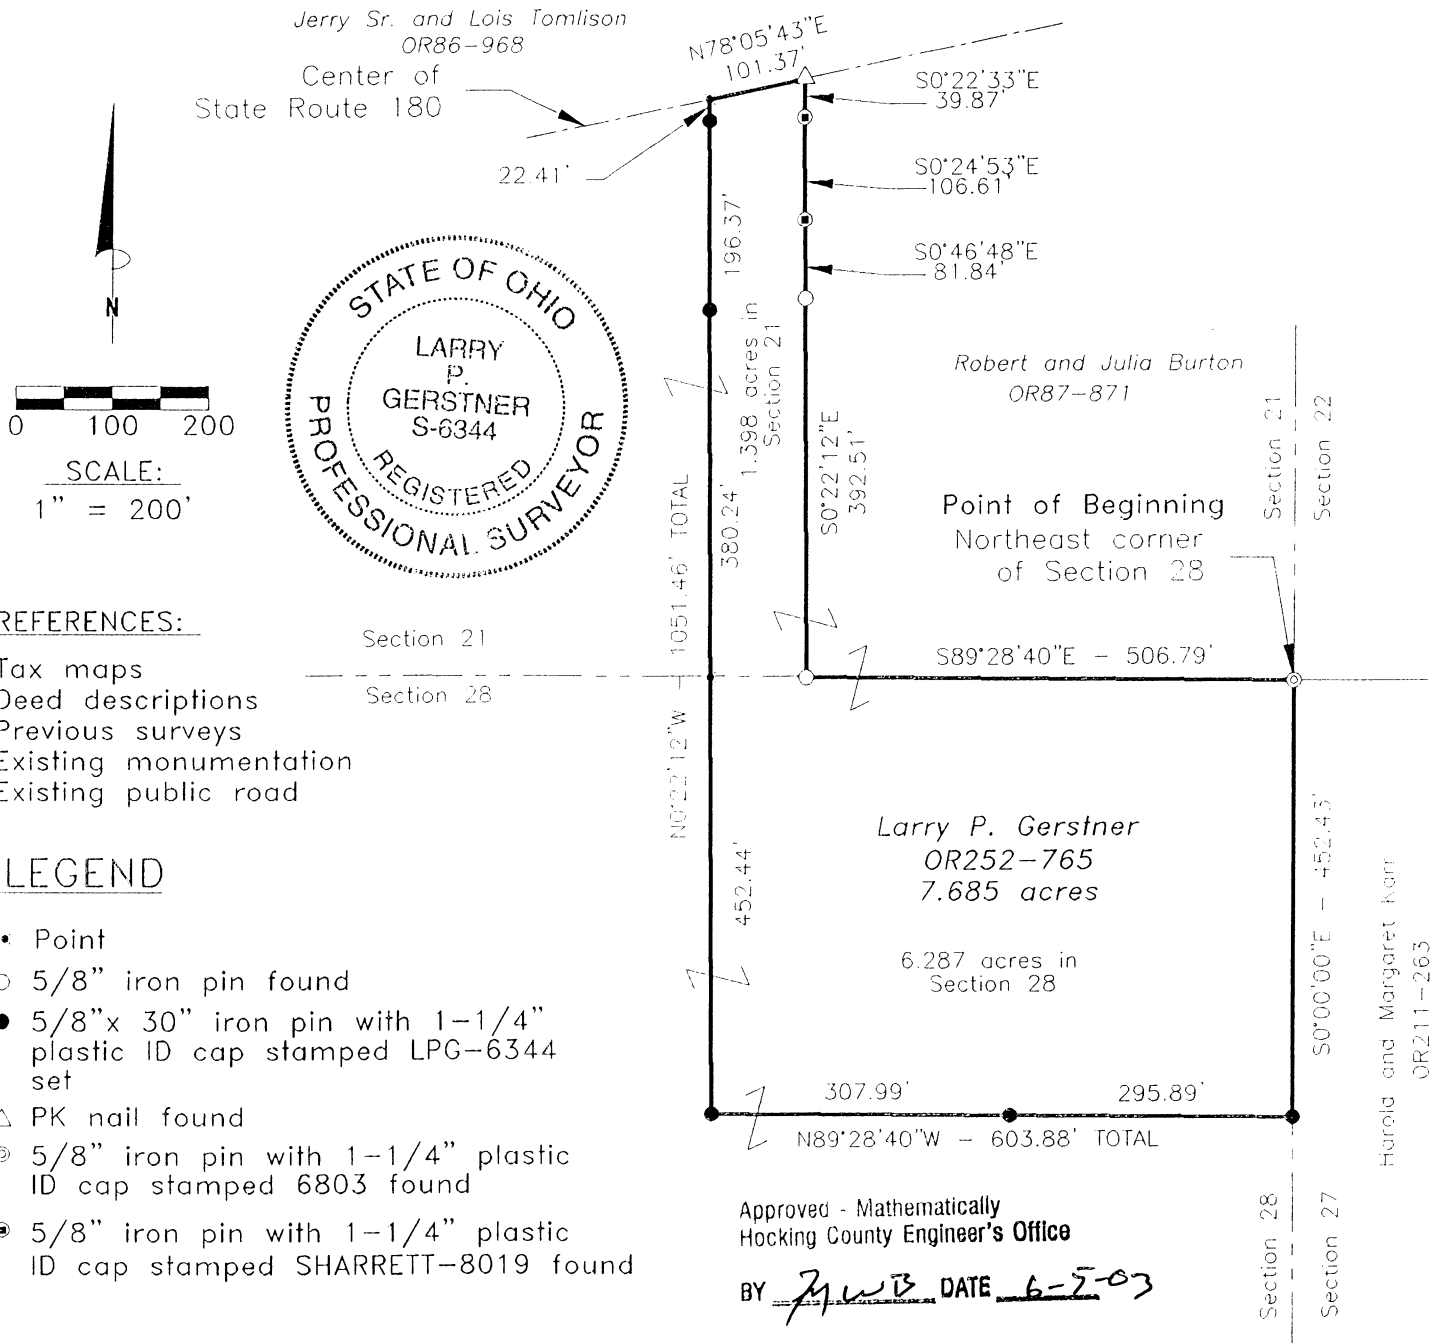 Jerry Sr. and Lois Tomlison
OR86-968
Center of
State Route 180
N78°05'43"E
101.37'
S0°22'33"E
39.87'
22.41'
S0°24'53"E
106.61'
196.37'
S0°46'48"E
81.84'
N
0 100 200
SCALE:
1" = 200'
STATE OF OHIO
LARRY
P.
GERSTNER
S-6344
REGISTERED
PROFESSIONAL SURVEYOR
1.398 acres in
Section 21
Robert and Julia Burton
OR87-871
Section 21
Section 22
S0°22'12"E
392.51'
380.24'
N0°22'12"W - 1051.46' TOTAL
Point of Beginning
Northeast corner
of Section 28
Section 21
Section 28
S89°28'40"E - 506.79'
REFERENCES:
Tax maps
Deed descriptions
Previous surveys
Existing monumentation
Existing public road
Larry P. Gerstner
OR252-765
7.685 acres
6.287 acres in
Section 28
452.44'
S0°00'00"E - 452.43'
Harold and Margaret Karr
OR211-263
LEGEND
Point
5/8" iron pin found
5/8"x 30" iron pin with 1-1/4"
plastic ID cap stamped LPG-6344
set
PK nail found
5/8" iron pin with 1-1/4" plastic
ID cap stamped 6803 found
5/8" iron pin with 1-1/4" plastic
ID cap stamped SHARRETT-8019 found
307.99'
295.89'
N89°28'40"W - 603.88' TOTAL
Approved - Mathematically
Hocking County Engineer's Office
BY DATE 6-5-03
Section 28
Section 27